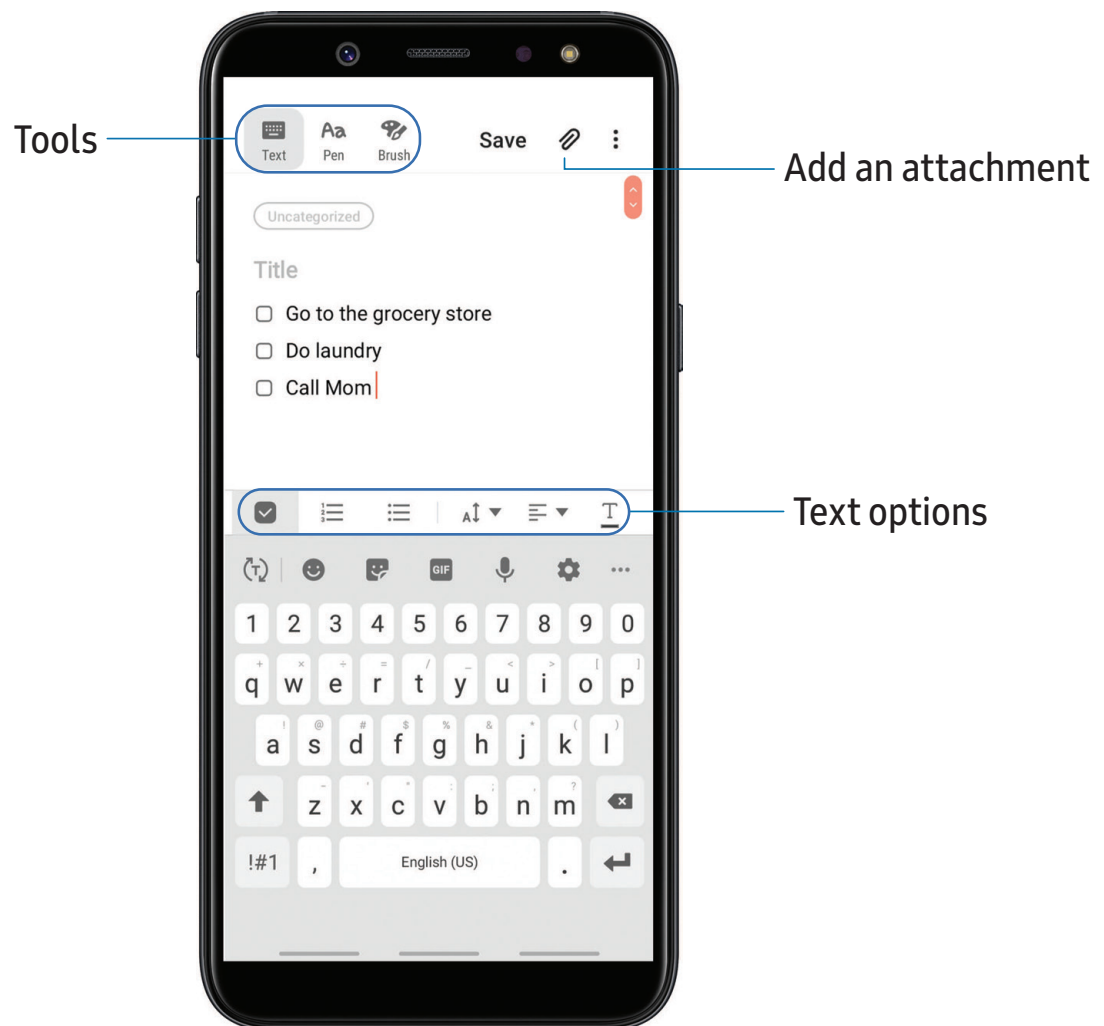 Tools
Text Pen Brush Save
Add an attachment
Uncategorized
Title
Go to the grocery store
Do laundry
Call Mom
Text options
GIF
1 2 3 4 5 6 7 8 9 0
+ × ÷ = / _ < > [ ]
q w e r t y u i o p
! @ # $ % & * ( )
a s d f g h j k l
z x c v b n m
!#1 , English (US) .